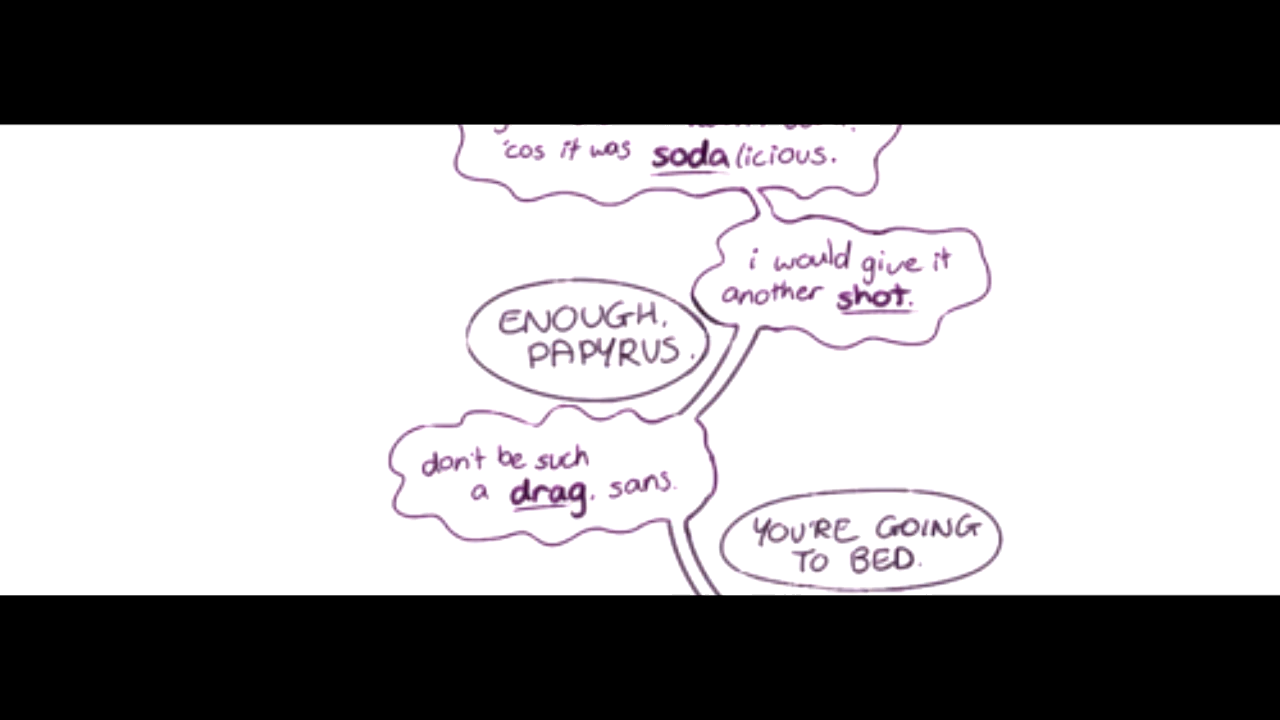 'cos it was sodalicious.
i would give it
another shot.
ENOUGH,
PAPYRUS.
don't be such
a drag, sans.
YOU'RE GOING
TO BED.